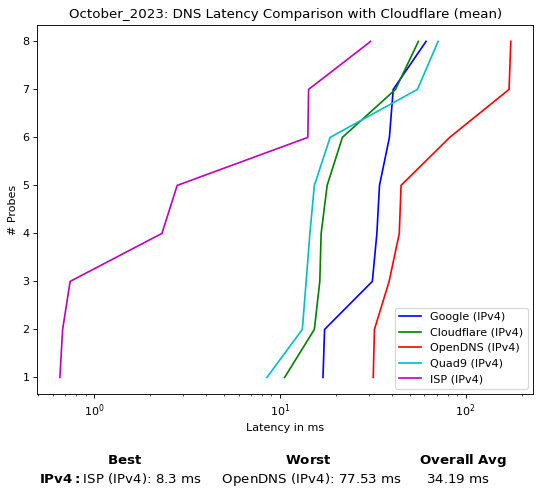 October_2023: DNS Latency Comparison with Cloudflare (mean)
8
7
6
5
4
3
2
1
# Probes
10⁰
10¹
10²
Latency in ms
Google (IPv4)
Cloudflare (IPv4)
OpenDNS (IPv4)
Quad9 (IPv4)
ISP (IPv4)
Best Worst Overall Avg
IPv4: ISP (IPv4): 8.3 ms OpenDNS (IPv4): 77.53 ms 34.19 ms